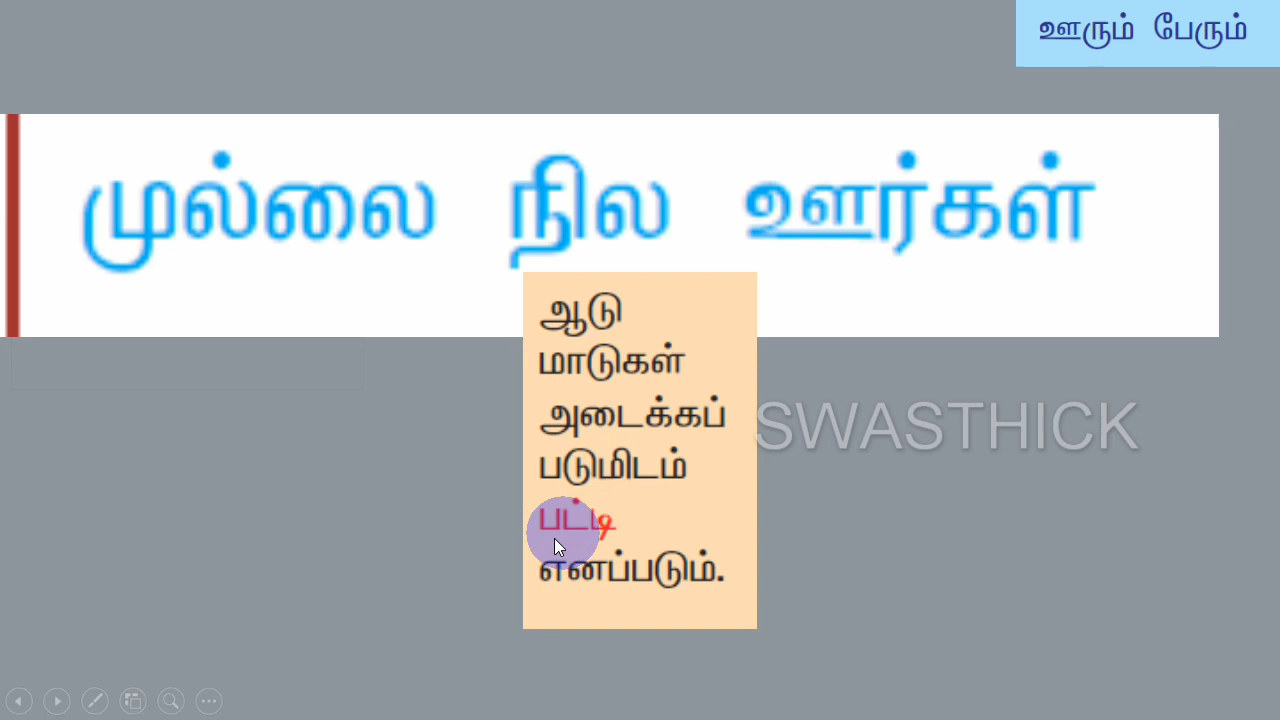 ஊரும் பேரும்
முல்லை நில ஊர்கள்
ஆடு
மாடுகள்
அடைக்கப்
படுமிடம்
பட்டி
எனப்படும்.
SWASTHICK